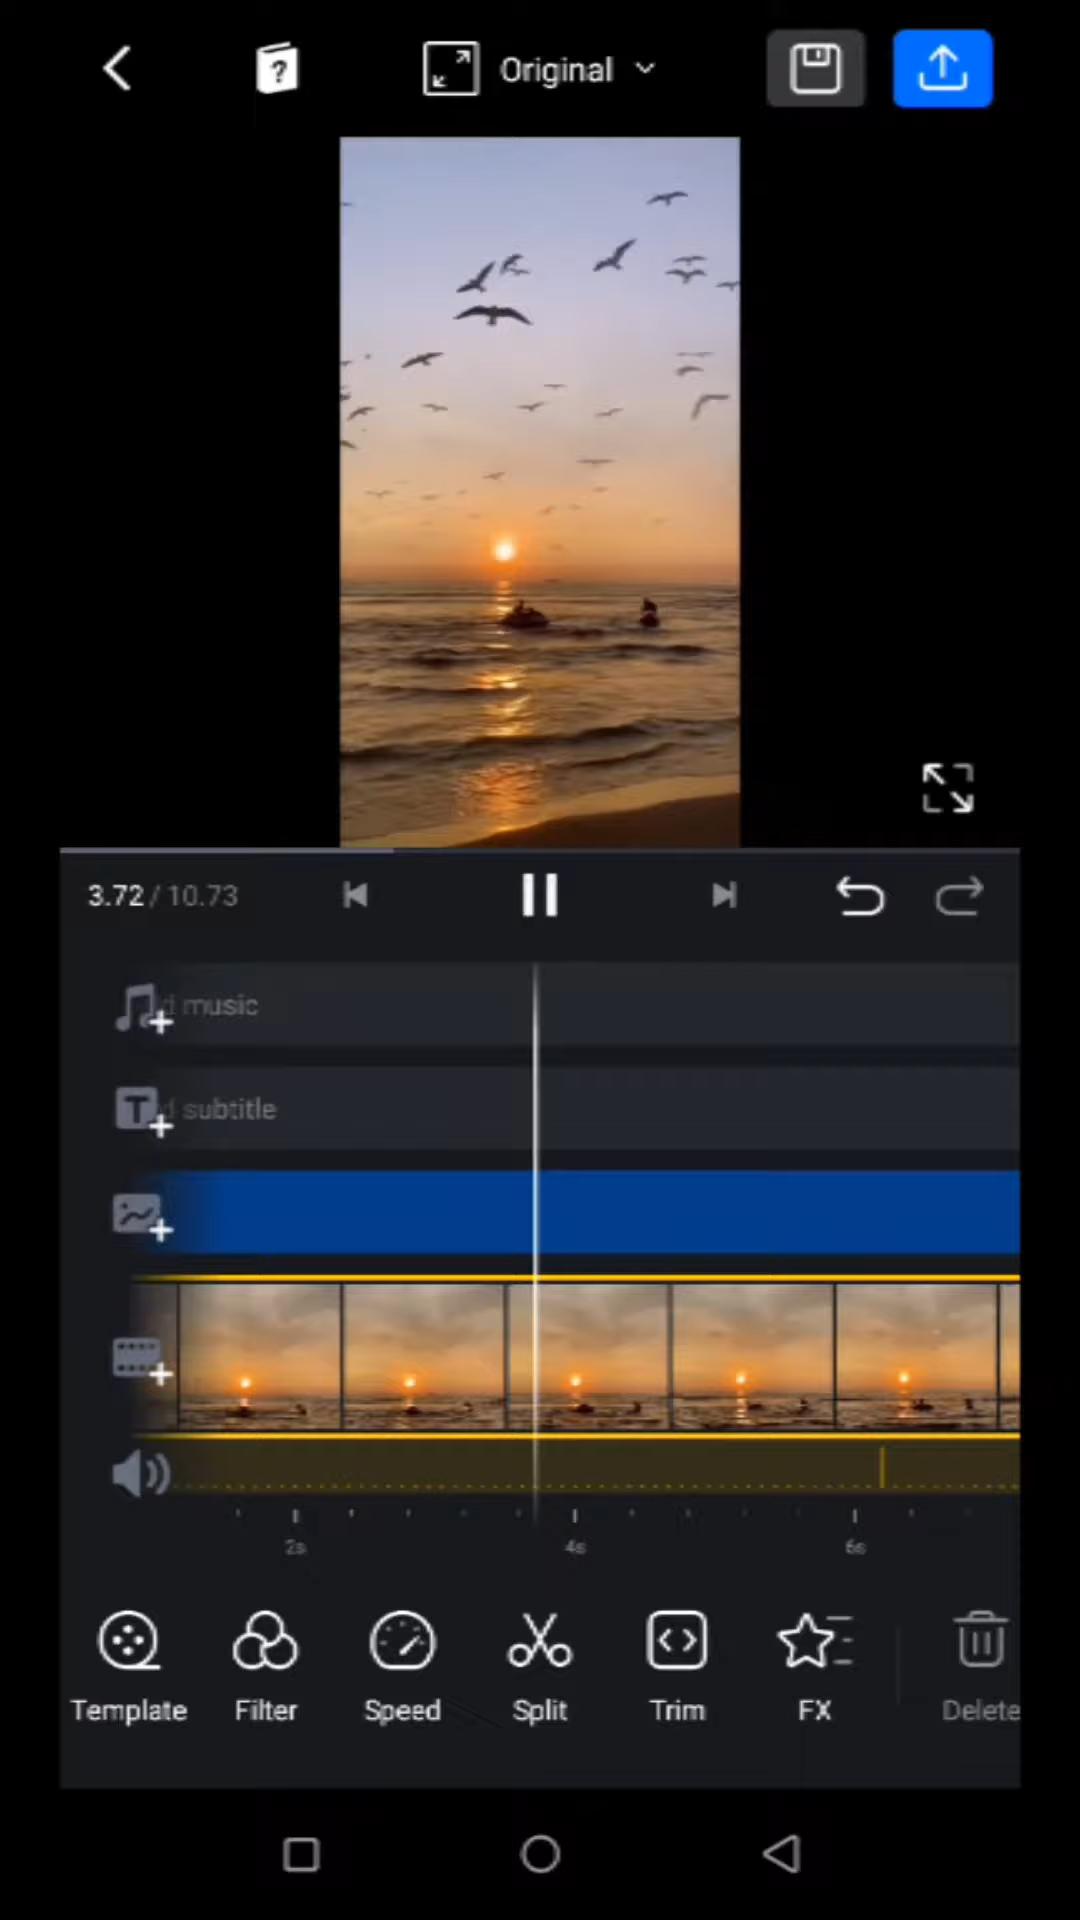 Original
3.72 / 10.73
d music
d subtitle
2s
4s
6s
Template
Filter
Speed
Split
Trim
FX
Delete